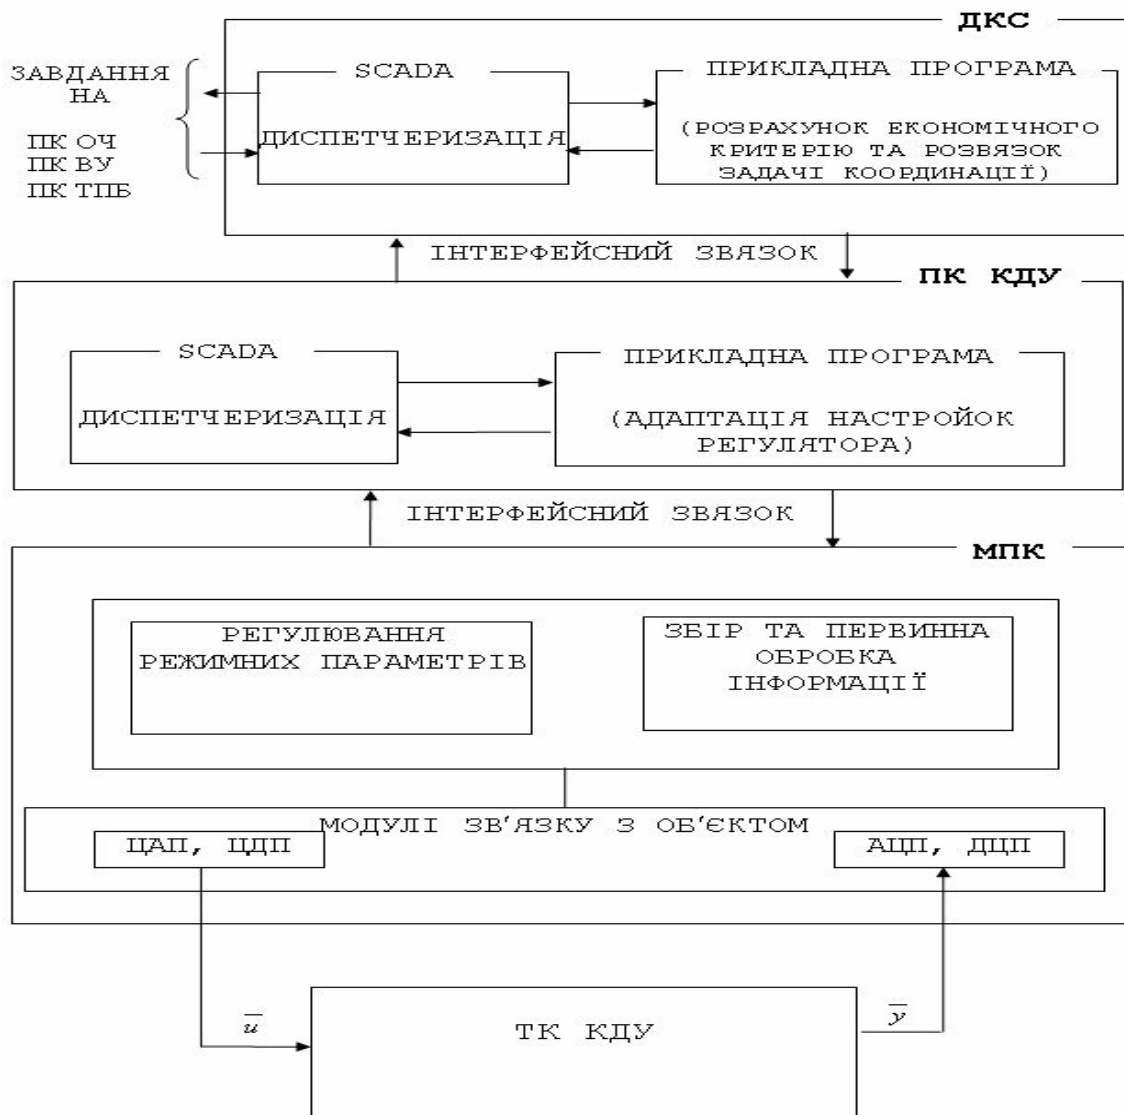 ДКС
ЗАВДАННЯ
НА
ПК ОЧ
ПК ВУ
ПК ТПБ
SCADA
ДИСПЕТЧЕРИЗАЦІЯ
ПРИКЛАДНА ПРОГРАМА
(РОЗРАХУНОК ЕКОНОМІЧНОГО
КРИТЕРІЮ ТА РОЗВЯЗОК
ЗАДАЧІ КООРДИНАЦІЇ)
ІНТЕРФЕЙСНИЙ ЗВЯЗОК
ПК КДУ
SCADA
ДИСПЕТЧЕРИЗАЦІЯ
ПРИКЛАДНА ПРОГРАМА
(АДАПТАЦІЯ НАСТРОЙОК
РЕГУЛЯТОРА)
ІНТЕРФЕЙСНИЙ ЗВЯЗОК
МПК
РЕГУЛЮВАННЯ
РЕЖИМНИХ ПАРАМЕТРІВ
ЗБІР ТА ПЕРВИННА
ОБРОБКА
ІНФОРМАЦІЇ
МОДУЛІ ЗВ'ЯЗКУ З ОБ'ЄКТОМ
ЦАП, ЦДП
АЦП, ДЦП
u̅
ТК КДУ
y̅